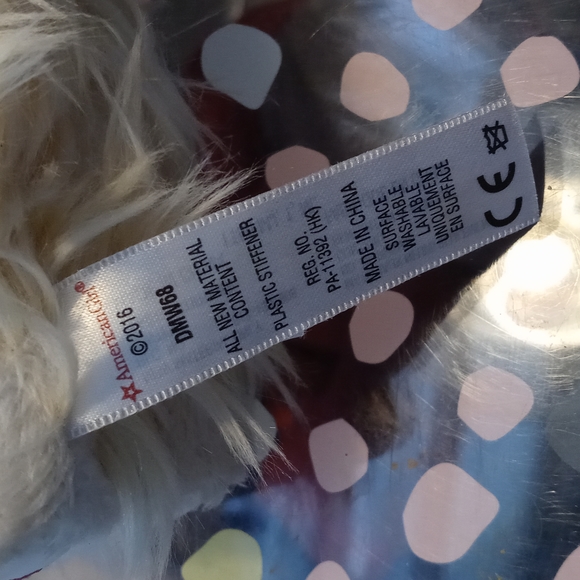 AmericanGirl®
©2016
DMW68
ALL NEW MATERIAL
CONTENT
PLASTIC STIFFENER
REG. NO.
PA-11392 (HK)
MADE IN CHINA
SURFACE
WASHABLE
LAVABLE
UNIQUEMENT
EN SURFACE
CE